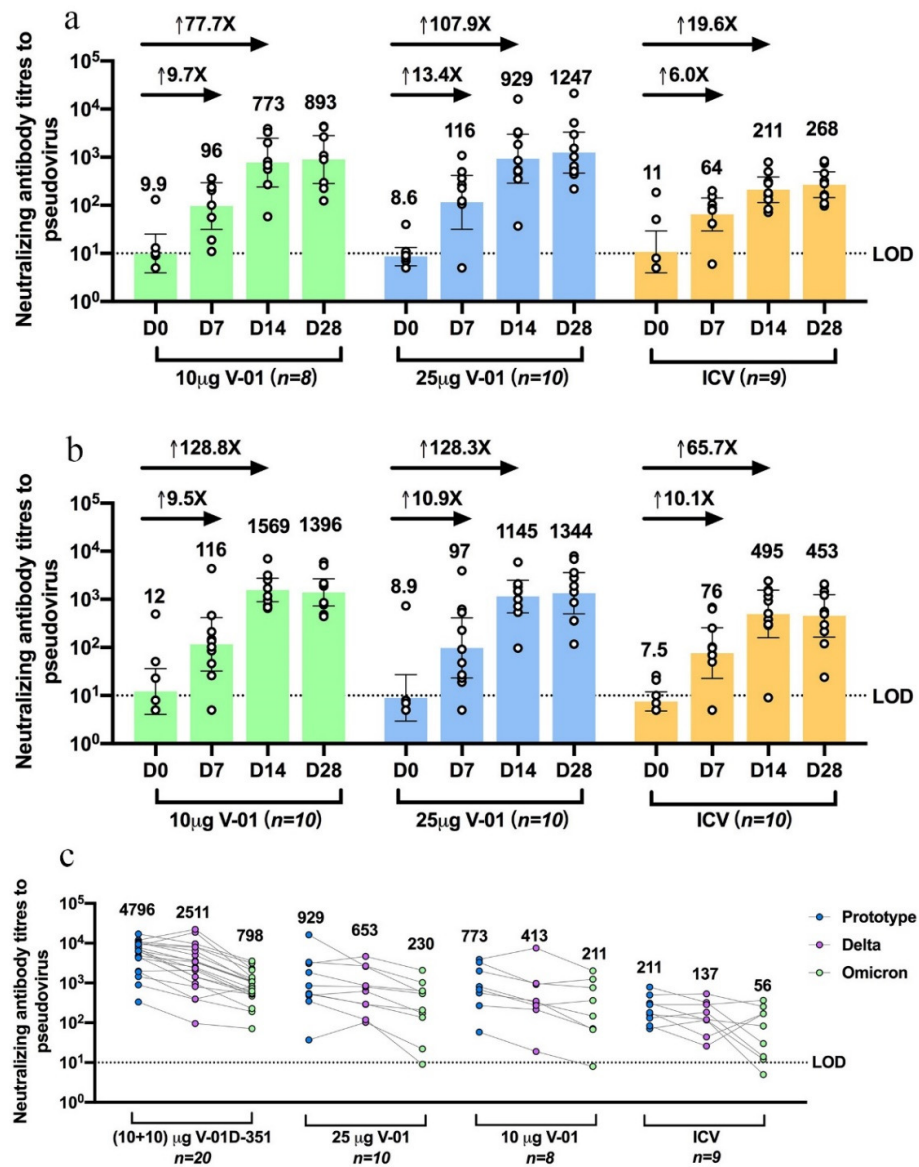 a
↑77.7X ↑107.9X ↑19.6X
↑9.7X ↑13.4X ↑6.0X
Neutralizing antibody titres to
pseudovirus
10⁵
10⁴
10³
10²
10¹
10⁰
9.9 96 773 893 8.6 116 929 1247 11 64 211 268
LOD
D0 D7 D14 D28 D0 D7 D14 D28 D0 D7 D14 D28
10μg V-01 (n=8) 25μg V-01 (n=10) ICV (n=9)
b
↑128.8X ↑128.3X ↑65.7X
↑9.5X ↑10.9X ↑10.1X
Neutralizing antibody titres to
pseudovirus
10⁵
10⁴
10³
10²
10¹
10⁰
12 116 1569 1396 8.9 97 1145 1344 7.5 76 495 453
LOD
D0 D7 D14 D28 D0 D7 D14 D28 D0 D7 D14 D28
10μg V-01 (n=10) 25μg V-01 (n=10) ICV (n=10)
c
Neutralizing antibody titres to
pseudovirus
10⁵
10⁴
10³
10²
10¹
10⁰
4796 2511 798 929 653 230 773 413 211 211 137 56
Prototype
Delta
Omicron
LOD
(10+10) μg V-01D-351 25 μg V-01 10 μg V-01 ICV
n=20 n=10 n=8 n=9